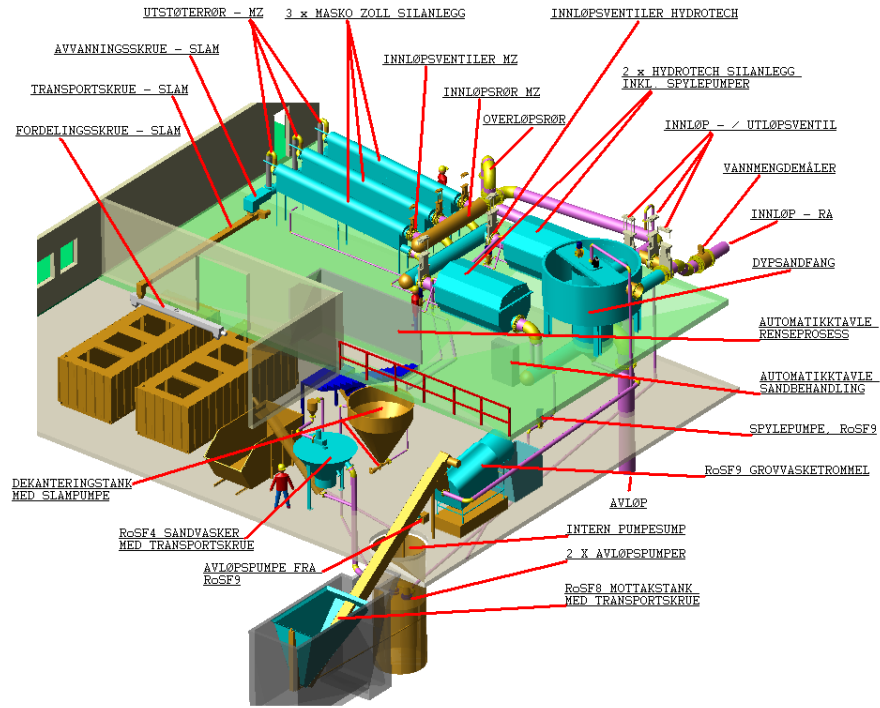 UTSTØTERRØR - MZ
3 x MASKO ZOLL SILANLEGG
INNLØPSVENTILER HYDROTECH
AVVANNINGSSKRUE - SLAM
INNLØPSVENTILER MZ
2 x HYDROTECH SILANLEGG
INKL. SPYLEPUMPER
TRANSPORTSKRUE - SLAM
INNLØPSRØR MZ
OVERLØPSRØR
INNLØP - / UTLØPSVENTIL
FORDELINGSSKRUE - SLAM
VANNMENGDEMÅLER
INNLØP - RA
DYPSANDFANG
AUTOMATIKKTAVLE
RENSEPROSESS
AUTOMATIKKTAVLE
SANDBEHANDLING
SPYLEPUMPE, RoSF9
RoSF9 GROVVASKETROMMEL
AVLØP
DEKANTERINGSTANK
MED SLAMPUMPE
RoSF4 SANDVASKER
MED TRANSPORTSKRUE
INTERN PUMPESUMP
AVLØPSPUMPE FRA
RoSF9
2 X AVLØPSPUMPER
RoSF8 MOTTAKSTANK
MED TRANSPORTSKRUE